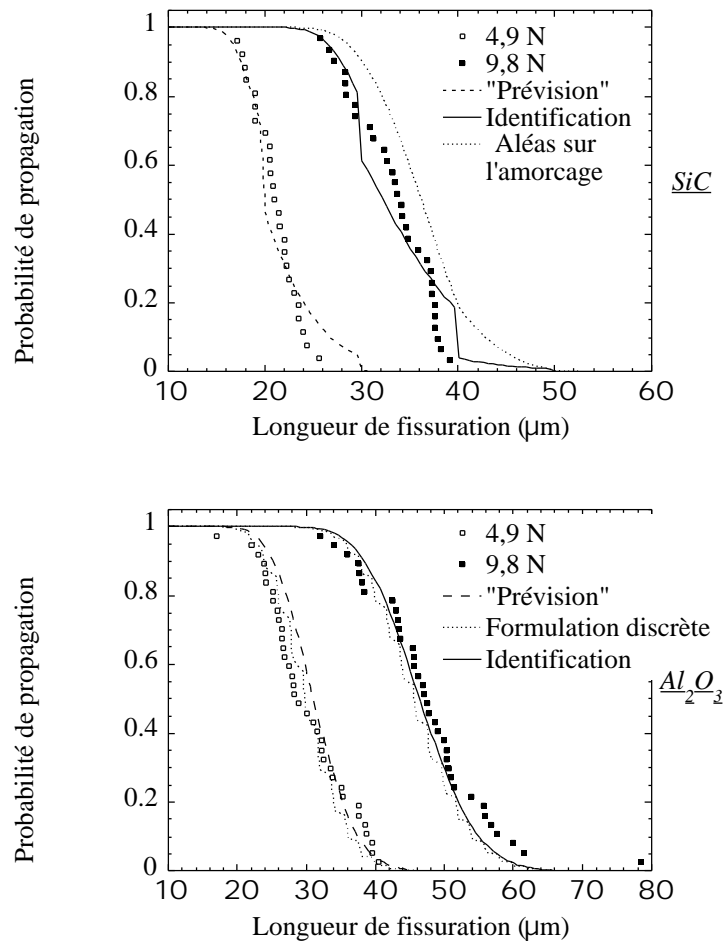 1
0.8
0.6
0.4
0.2
0
10 20 30 40 50 60
Probabilité de propagation
Longueur de fissuration (µm)
4,9 N
9,8 N
"Prévision"
Identification
Aléas sur
l'amorcage
SiC
1
0.8
0.6
0.4
0.2
0
10 20 30 40 50 60 70 80
Probabilité de propagation
Longueur de fissuration (µm)
4,9 N
9,8 N
"Prévision"
Formulation discrète
Identification
Al2O3